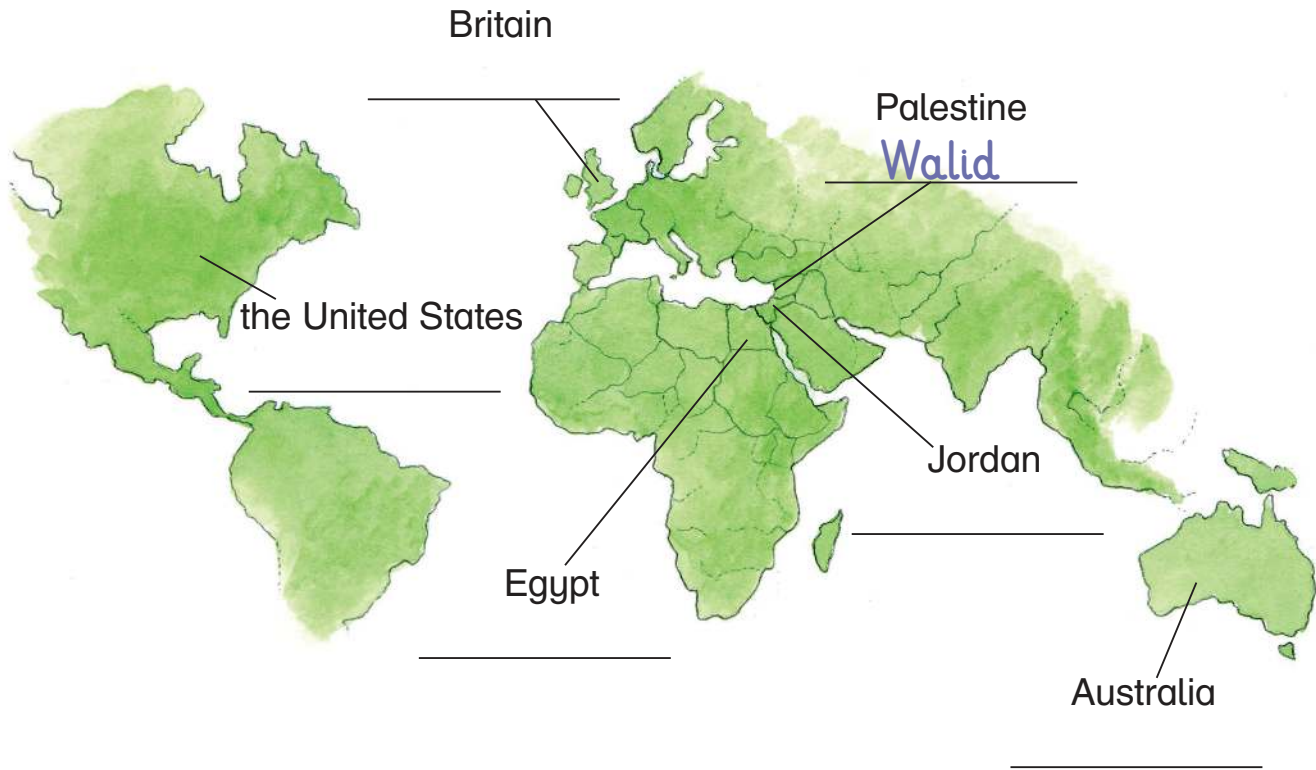 Britain
Palestine
Walid
the United States
Jordan
Egypt
Australia